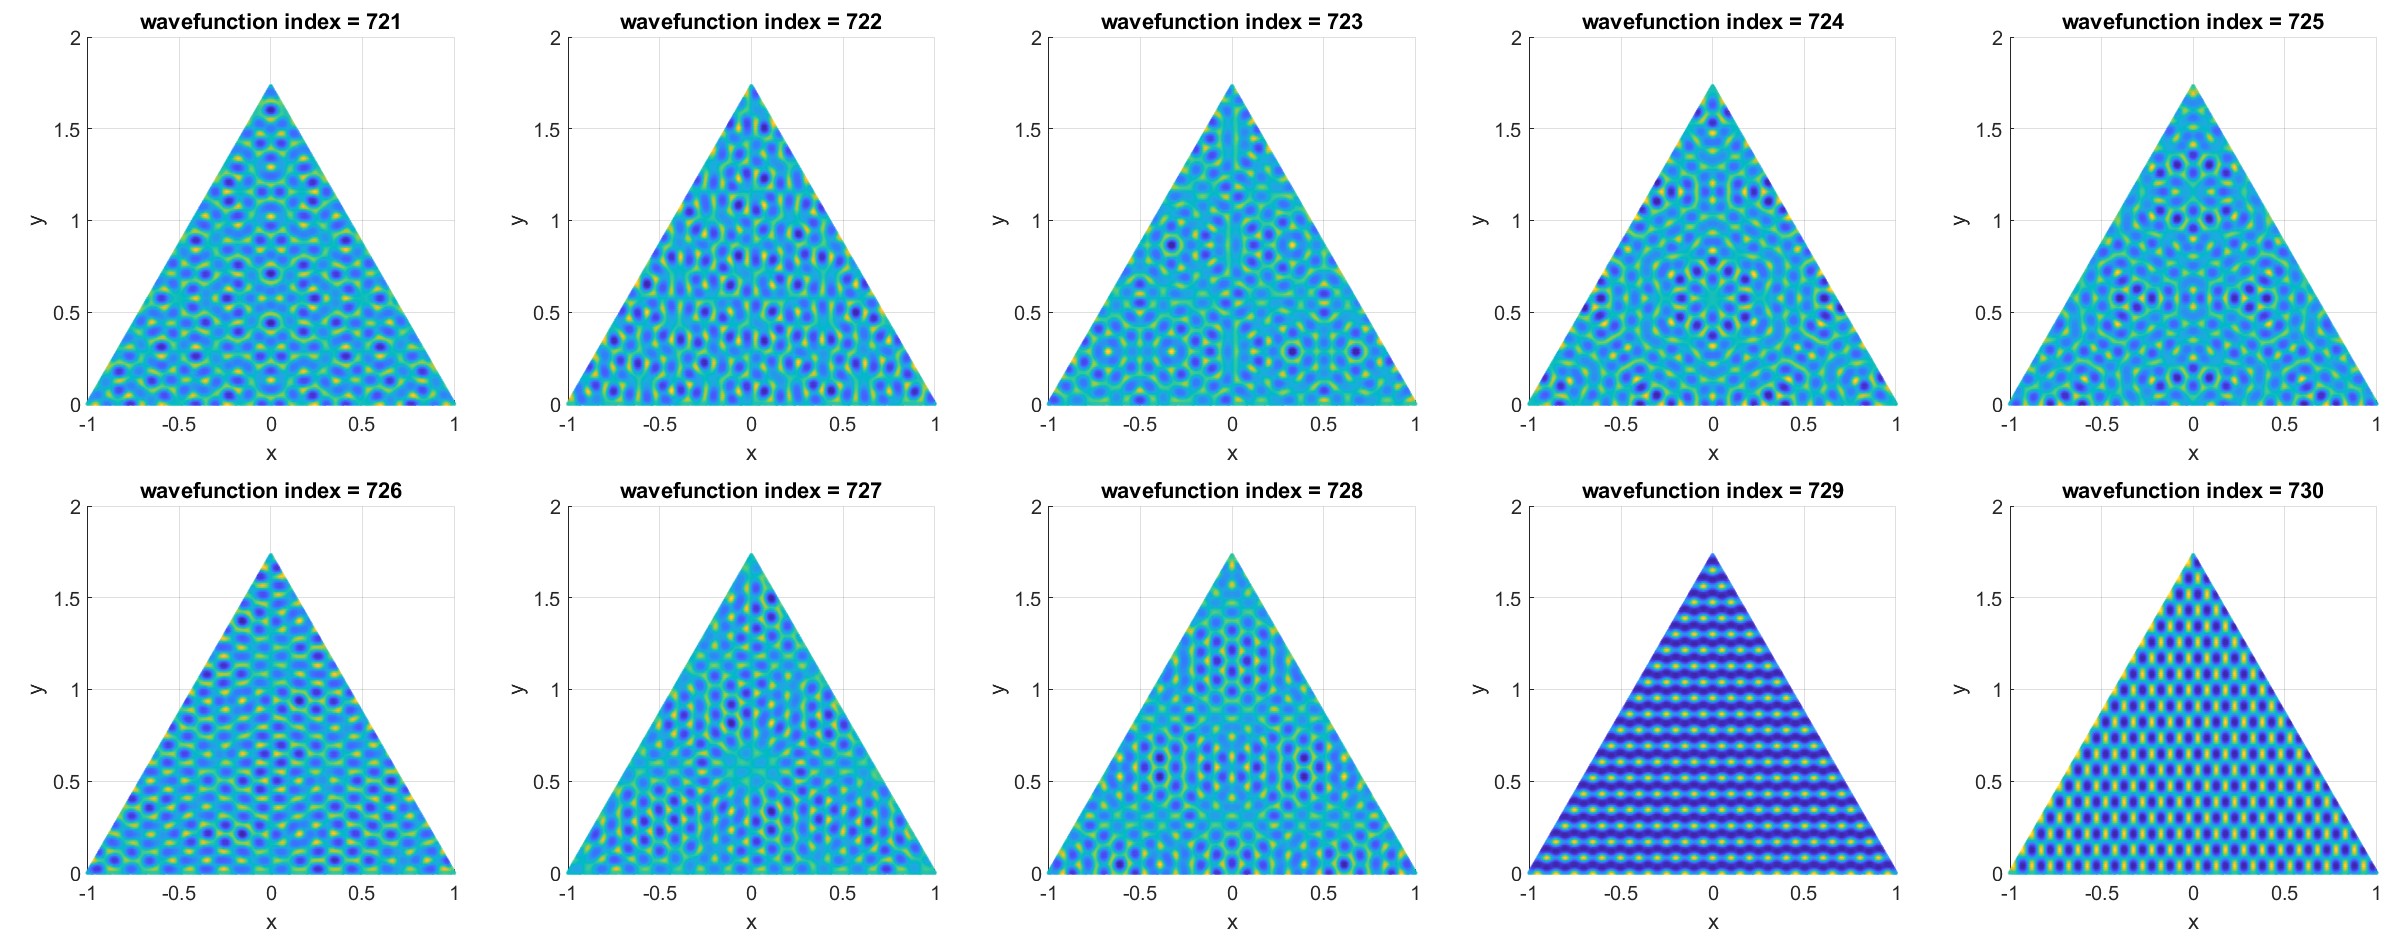 wavefunction index = 721
wavefunction index = 722
wavefunction index = 723
wavefunction index = 724
wavefunction index = 725
2
1.5
1
0.5
0
y
-1 -0.5 0 0.5 1
x
2
1.5
1
0.5
0
y
-1 -0.5 0 0.5 1
x
2
1.5
1
0.5
0
y
-1 -0.5 0 0.5 1
x
2
1.5
1
0.5
0
y
-1 -0.5 0 0.5 1
x
2
1.5
1
0.5
0
y
-1 -0.5 0 0.5 1
x
wavefunction index = 726
wavefunction index = 727
wavefunction index = 728
wavefunction index = 729
wavefunction index = 730
2
1.5
1
0.5
0
y
-1 -0.5 0 0.5 1
x
2
1.5
1
0.5
0
y
-1 -0.5 0 0.5 1
x
2
1.5
1
0.5
0
y
-1 -0.5 0 0.5 1
x
2
1.5
1
0.5
0
y
-1 -0.5 0 0.5 1
x
2
1.5
1
0.5
0
y
-1 -0.5 0 0.5 1
x